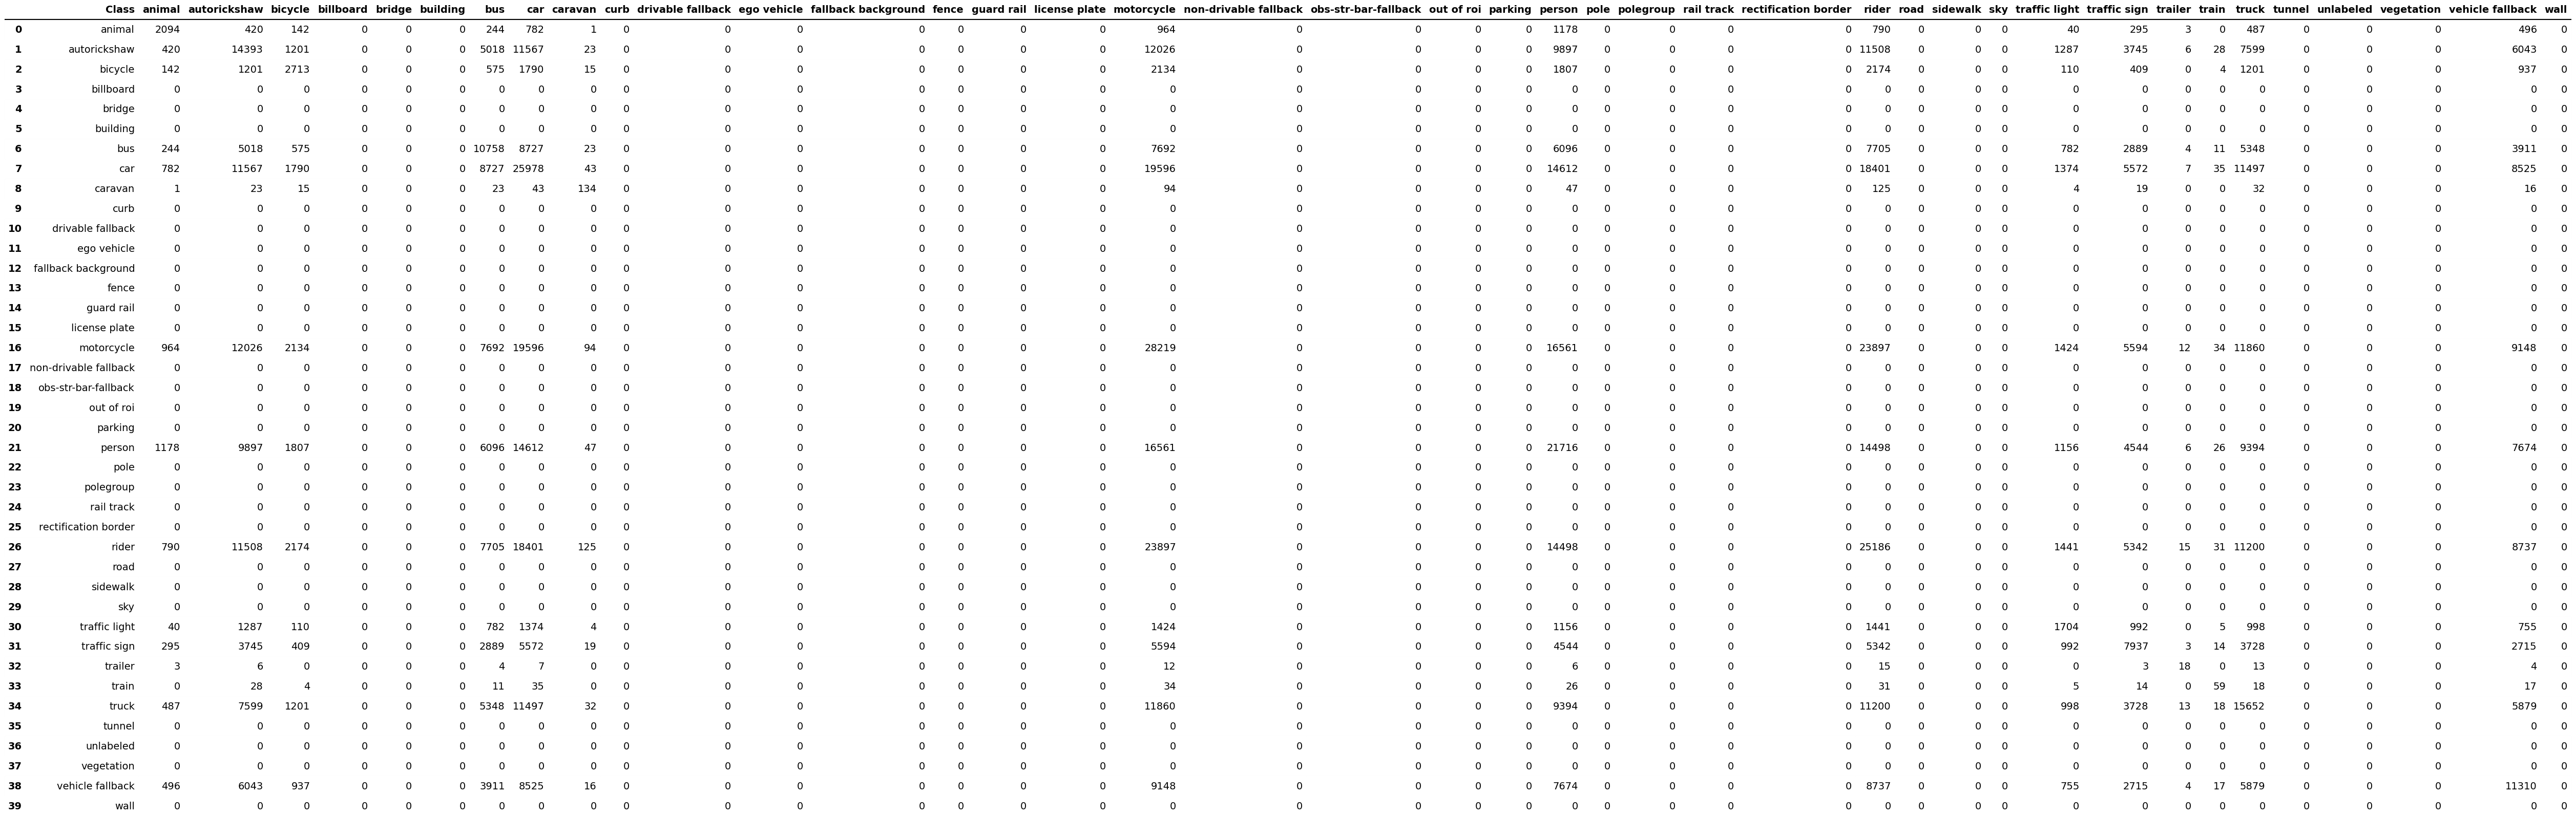 Class animal autorickshaw bicycle billboard bridge building bus car caravan curb drivable fallback ego vehicle fallback background fence guard rail license plate motorcycle non-drivable fallback obs-str-bar-fallback out of roi parking person pole polegroup rail track rectification border rider road sidewalk sky traffic light traffic sign trailer train truck tunnel unlabeled vegetation vehicle fallback wall
0 animal 2094 420 142 0 0 0 244 782 1 0 0 0 0 0 0 0 964 0 0 0 0 1178 0 0 0 0 790 0 0 0 40 295 3 0 487 0 0 0 496 0
1 autorickshaw 420 14393 1201 0 0 0 5018 11567 23 0 0 0 0 0 0 0 12026 0 0 0 0 9897 0 0 0 0 11508 0 0 0 1287 3745 6 28 7599 0 0 0 6043 0
2 bicycle 142 1201 2713 0 0 0 575 1790 15 0 0 0 0 0 0 0 2134 0 0 0 0 1807 0 0 0 0 2174 0 0 0 110 409 0 4 1201 0 0 0 937 0
3 billboard 0 0 0 0 0 0 0 0 0 0 0 0 0 0 0 0 0 0 0 0 0 0 0 0 0 0 0 0 0 0 0 0 0 0 0 0 0 0 0 0
4 bridge 0 0 0 0 0 0 0 0 0 0 0 0 0 0 0 0 0 0 0 0 0 0 0 0 0 0 0 0 0 0 0 0 0 0 0 0 0 0 0 0
5 building 0 0 0 0 0 0 0 0 0 0 0 0 0 0 0 0 0 0 0 0 0 0 0 0 0 0 0 0 0 0 0 0 0 0 0 0 0 0 0 0
6 bus 244 5018 575 0 0 0 10758 8727 23 0 0 0 0 0 0 0 7692 0 0 0 0 6096 0 0 0 0 7705 0 0 0 782 2889 4 11 5348 0 0 0 3911 0
7 car 782 11567 1790 0 0 0 8727 25978 43 0 0 0 0 0 0 0 19596 0 0 0 0 14612 0 0 0 0 18401 0 0 0 1374 5572 7 35 11497 0 0 0 8525 0
8 caravan 1 23 15 0 0 0 23 43 134 0 0 0 0 0 0 0 94 0 0 0 0 47 0 0 0 0 125 0 0 0 4 19 0 0 32 0 0 0 16 0
9 curb 0 0 0 0 0 0 0 0 0 0 0 0 0 0 0 0 0 0 0 0 0 0 0 0 0 0 0 0 0 0 0 0 0 0 0 0 0 0 0 0
10 drivable fallback 0 0 0 0 0 0 0 0 0 0 0 0 0 0 0 0 0 0 0 0 0 0 0 0 0 0 0 0 0 0 0 0 0 0 0 0 0 0 0 0
11 ego vehicle 0 0 0 0 0 0 0 0 0 0 0 0 0 0 0 0 0 0 0 0 0 0 0 0 0 0 0 0 0 0 0 0 0 0 0 0 0 0 0 0
12 fallback background 0 0 0 0 0 0 0 0 0 0 0 0 0 0 0 0 0 0 0 0 0 0 0 0 0 0 0 0 0 0 0 0 0 0 0 0 0 0 0 0
13 fence 0 0 0 0 0 0 0 0 0 0 0 0 0 0 0 0 0 0 0 0 0 0 0 0 0 0 0 0 0 0 0 0 0 0 0 0 0 0 0 0
14 guard rail 0 0 0 0 0 0 0 0 0 0 0 0 0 0 0 0 0 0 0 0 0 0 0 0 0 0 0 0 0 0 0 0 0 0 0 0 0 0 0 0
15 license plate 0 0 0 0 0 0 0 0 0 0 0 0 0 0 0 0 0 0 0 0 0 0 0 0 0 0 0 0 0 0 0 0 0 0 0 0 0 0 0 0
16 motorcycle 964 12026 2134 0 0 0 7692 19596 94 0 0 0 0 0 0 0 28219 0 0 0 0 16561 0 0 0 0 23897 0 0 0 1424 5594 12 34 11860 0 0 0 9148 0
17 non-drivable fallback 0 0 0 0 0 0 0 0 0 0 0 0 0 0 0 0 0 0 0 0 0 0 0 0 0 0 0 0 0 0 0 0 0 0 0 0 0 0 0 0
18 obs-str-bar-fallback 0 0 0 0 0 0 0 0 0 0 0 0 0 0 0 0 0 0 0 0 0 0 0 0 0 0 0 0 0 0 0 0 0 0 0 0 0 0 0 0
19 out of roi 0 0 0 0 0 0 0 0 0 0 0 0 0 0 0 0 0 0 0 0 0 0 0 0 0 0 0 0 0 0 0 0 0 0 0 0 0 0 0 0
20 parking 0 0 0 0 0 0 0 0 0 0 0 0 0 0 0 0 0 0 0 0 0 0 0 0 0 0 0 0 0 0 0 0 0 0 0 0 0 0 0 0
21 person 1178 9897 1807 0 0 0 6096 14612 47 0 0 0 0 0 0 0 16561 0 0 0 0 21716 0 0 0 0 14498 0 0 0 1156 4544 6 26 9394 0 0 0 7674 0
22 pole 0 0 0 0 0 0 0 0 0 0 0 0 0 0 0 0 0 0 0 0 0 0 0 0 0 0 0 0 0 0 0 0 0 0 0 0 0 0 0 0
23 polegroup 0 0 0 0 0 0 0 0 0 0 0 0 0 0 0 0 0 0 0 0 0 0 0 0 0 0 0 0 0 0 0 0 0 0 0 0 0 0 0 0
24 rail track 0 0 0 0 0 0 0 0 0 0 0 0 0 0 0 0 0 0 0 0 0 0 0 0 0 0 0 0 0 0 0 0 0 0 0 0 0 0 0 0
25 rectification border 0 0 0 0 0 0 0 0 0 0 0 0 0 0 0 0 0 0 0 0 0 0 0 0 0 0 0 0 0 0 0 0 0 0 0 0 0 0 0 0
26 rider 790 11508 2174 0 0 0 7705 18401 125 0 0 0 0 0 0 0 23897 0 0 0 0 14498 0 0 0 0 25186 0 0 0 1441 5342 15 31 11200 0 0 0 8737 0
27 road 0 0 0 0 0 0 0 0 0 0 0 0 0 0 0 0 0 0 0 0 0 0 0 0 0 0 0 0 0 0 0 0 0 0 0 0 0 0 0 0
28 sidewalk 0 0 0 0 0 0 0 0 0 0 0 0 0 0 0 0 0 0 0 0 0 0 0 0 0 0 0 0 0 0 0 0 0 0 0 0 0 0 0 0
29 sky 0 0 0 0 0 0 0 0 0 0 0 0 0 0 0 0 0 0 0 0 0 0 0 0 0 0 0 0 0 0 0 0 0 0 0 0 0 0 0 0
30 traffic light 40 1287 110 0 0 0 782 1374 4 0 0 0 0 0 0 0 1424 0 0 0 0 1156 0 0 0 0 1441 0 0 0 1704 992 0 5 998 0 0 0 755 0
31 traffic sign 295 3745 409 0 0 0 2889 5572 19 0 0 0 0 0 0 0 5594 0 0 0 0 4544 0 0 0 0 5342 0 0 0 992 7937 3 14 3728 0 0 0 2715 0
32 trailer 3 6 0 0 0 0 4 7 0 0 0 0 0 0 0 0 12 0 0 0 0 6 0 0 0 0 15 0 0 0 0 3 18 0 13 0 0 0 4 0
33 train 0 28 4 0 0 0 11 35 0 0 0 0 0 0 0 0 34 0 0 0 0 26 0 0 0 0 31 0 0 0 5 14 0 59 18 0 0 0 17 0
34 truck 487 7599 1201 0 0 0 5348 11497 32 0 0 0 0 0 0 0 11860 0 0 0 0 9394 0 0 0 0 11200 0 0 0 998 3728 13 18 15652 0 0 0 5879 0
35 tunnel 0 0 0 0 0 0 0 0 0 0 0 0 0 0 0 0 0 0 0 0 0 0 0 0 0 0 0 0 0 0 0 0 0 0 0 0 0 0 0 0
36 unlabeled 0 0 0 0 0 0 0 0 0 0 0 0 0 0 0 0 0 0 0 0 0 0 0 0 0 0 0 0 0 0 0 0 0 0 0 0 0 0 0 0
37 vegetation 0 0 0 0 0 0 0 0 0 0 0 0 0 0 0 0 0 0 0 0 0 0 0 0 0 0 0 0 0 0 0 0 0 0 0 0 0 0 0 0
38 vehicle fallback 496 6043 937 0 0 0 3911 8525 16 0 0 0 0 0 0 0 9148 0 0 0 0 7674 0 0 0 0 8737 0 0 0 755 2715 4 17 5879 0 0 0 11310 0
39 wall 0 0 0 0 0 0 0 0 0 0 0 0 0 0 0 0 0 0 0 0 0 0 0 0 0 0 0 0 0 0 0 0 0 0 0 0 0 0 0 0